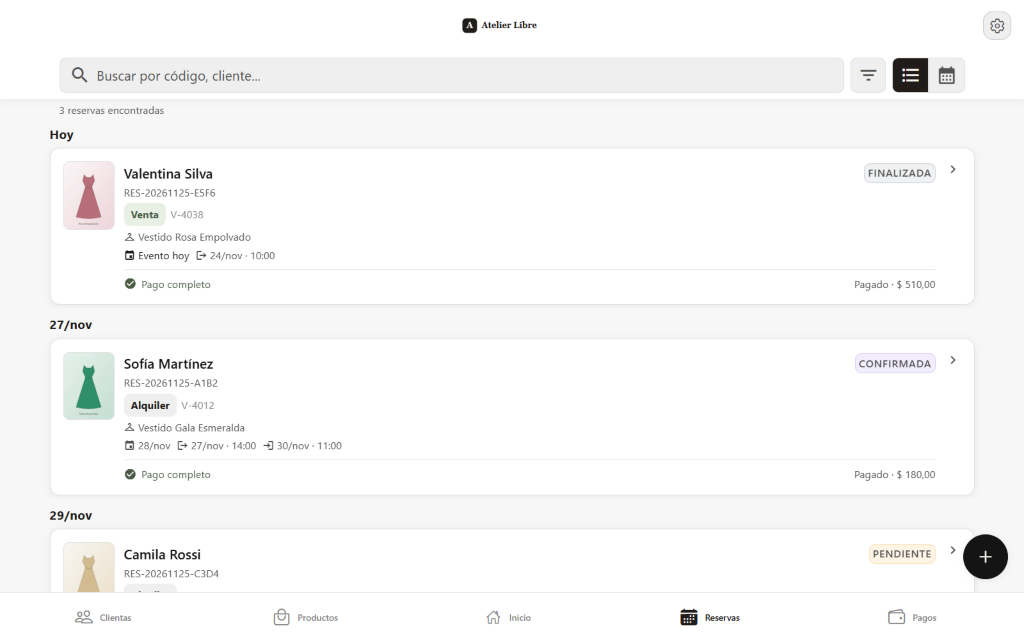 A Atelier Libre
Buscar por código, cliente...
3 reservas encontradas
Hoy
Valentina Silva
FINALIZADA
RES-20261125-E5F6
Venta V-4038
Vestido Rosa Empolvado
Evento hoy 24/nov · 10:00
Pago completo
Pagado · $ 510,00
27/nov
Sofía Martínez
CONFIRMADA
RES-20261125-A1B2
Alquiler V-4012
Vestido Gala Esmeralda
28/nov 27/nov · 14:00 30/nov · 11:00
Pago completo
Pagado · $ 180,00
29/nov
Camila Rossi
PENDIENTE
RES-20261125-C3D4
Clientas
Productos
Inicio
Reservas
Pagos